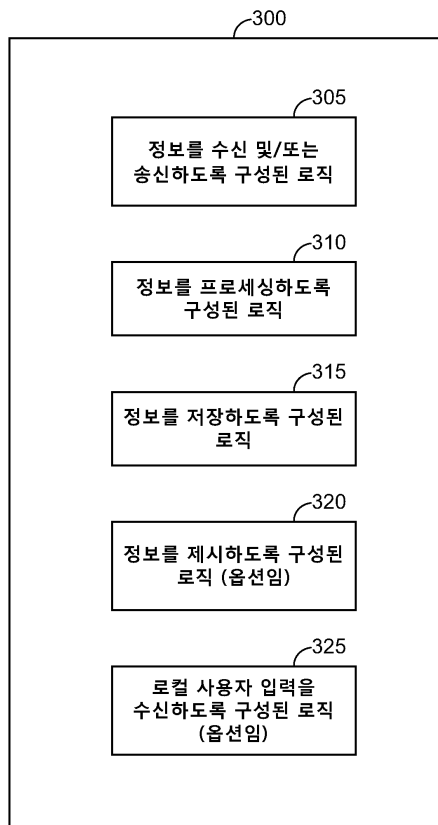 300
305
정보를 수신 및/또는
송신하도록 구성된 로직
310
정보를 프로세싱하도록
구성된 로직
315
정보를 저장하도록 구성된
로직
320
정보를 제시하도록 구성된
로직 (옵션임)
325
로컬 사용자 입력을
수신하도록 구성된 로직
(옵션임)